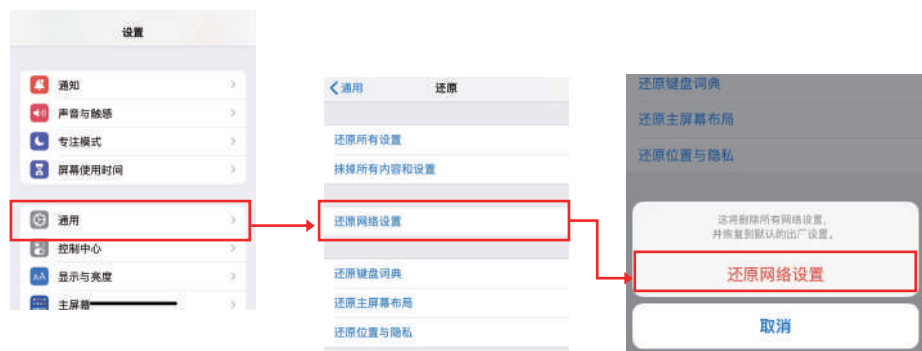 设置
通知
声音与触感
专注模式
屏幕使用时间
通用
控制中心
AA 显示与亮度
主屏幕
通用 还原
还原所有设置
抹掉所有内容和设置
还原网络设置
还原键盘词典
还原主屏幕布局
还原位置与隐私
还原键盘词典
还原主屏幕布局
还原位置与隐私
这将删除所有网络设置,
并恢复到默认的出厂设置。
还原网络设置
取消